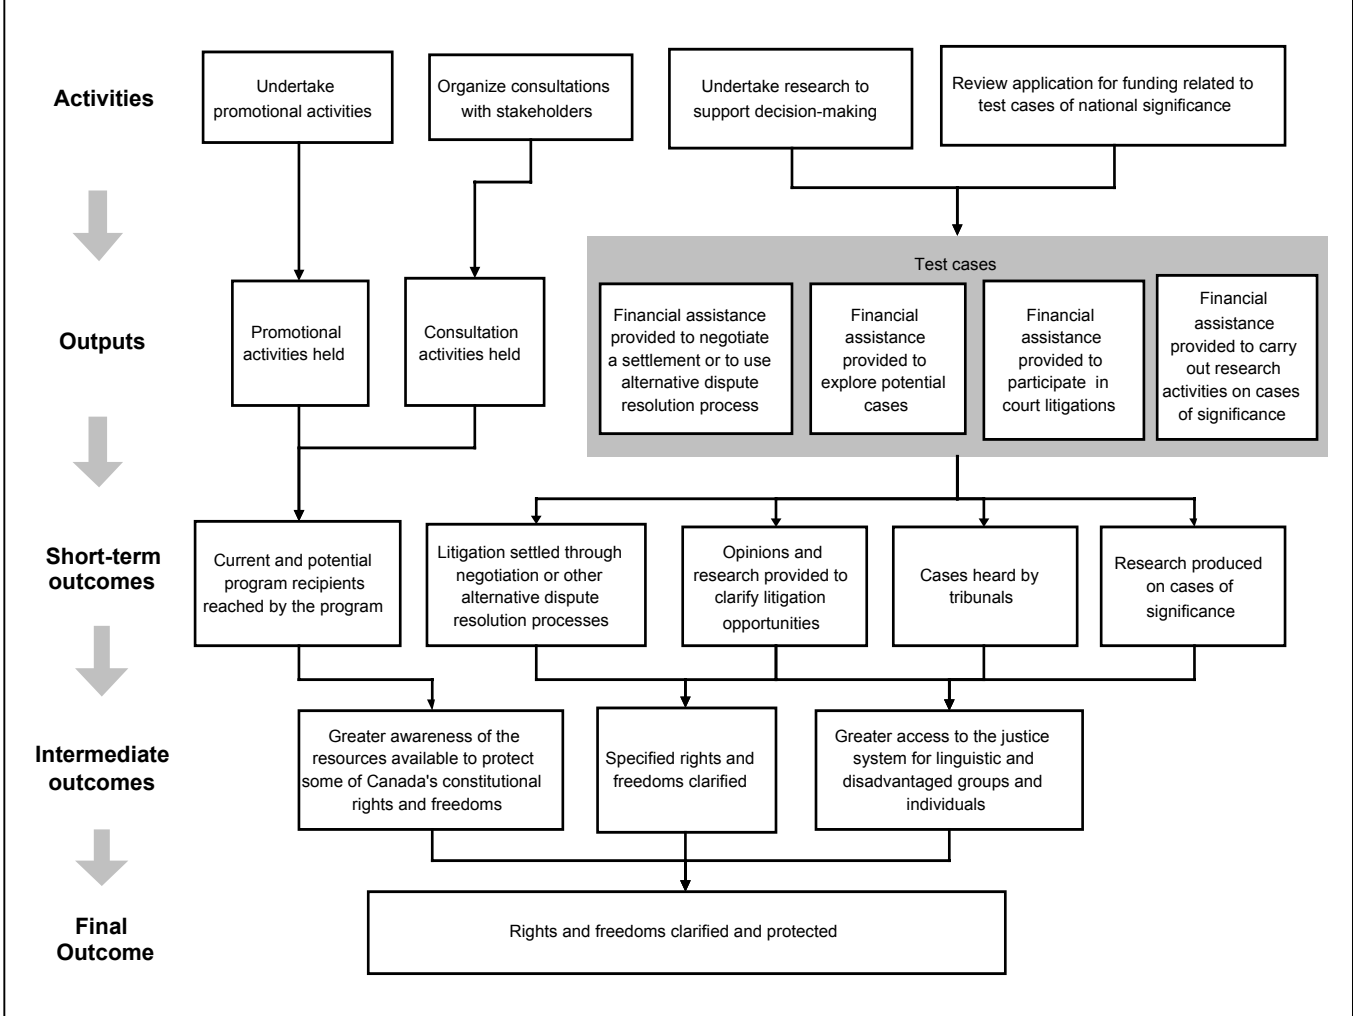 Activities
Undertake
promotional activities
Organize consultations
with stakeholders
Undertake research to
support decision-making
Review application for funding related to
test cases of national significance
Test cases
Outputs
Promotional
activities held
Consultation
activities held
Financial assistance
provided to negotiate
a settlement or to use
alternative dispute
resolution process
Financial
assistance
provided to
explore potential
cases
Financial
assistance
provided to
participate in
court litigations
Financial
assistance
provided to carry
out research
activities on cases
of significance
Short-term
outcomes
Current and potential
program recipients
reached by the program
Litigation settled through
negotiation or other
alternative dispute
resolution processes
Opinions and
research provided to
clarify litigation
opportunities
Cases heard by
tribunals
Research produced
on cases of
significance
Intermediate
outcomes
Greater awareness of the
resources available to protect
some of Canada's constitutional
rights and freedoms
Specified rights and
freedoms clarified
Greater access to the justice
system for linguistic and
disadvantaged groups and
individuals
Final
Outcome
Rights and freedoms clarified and protected